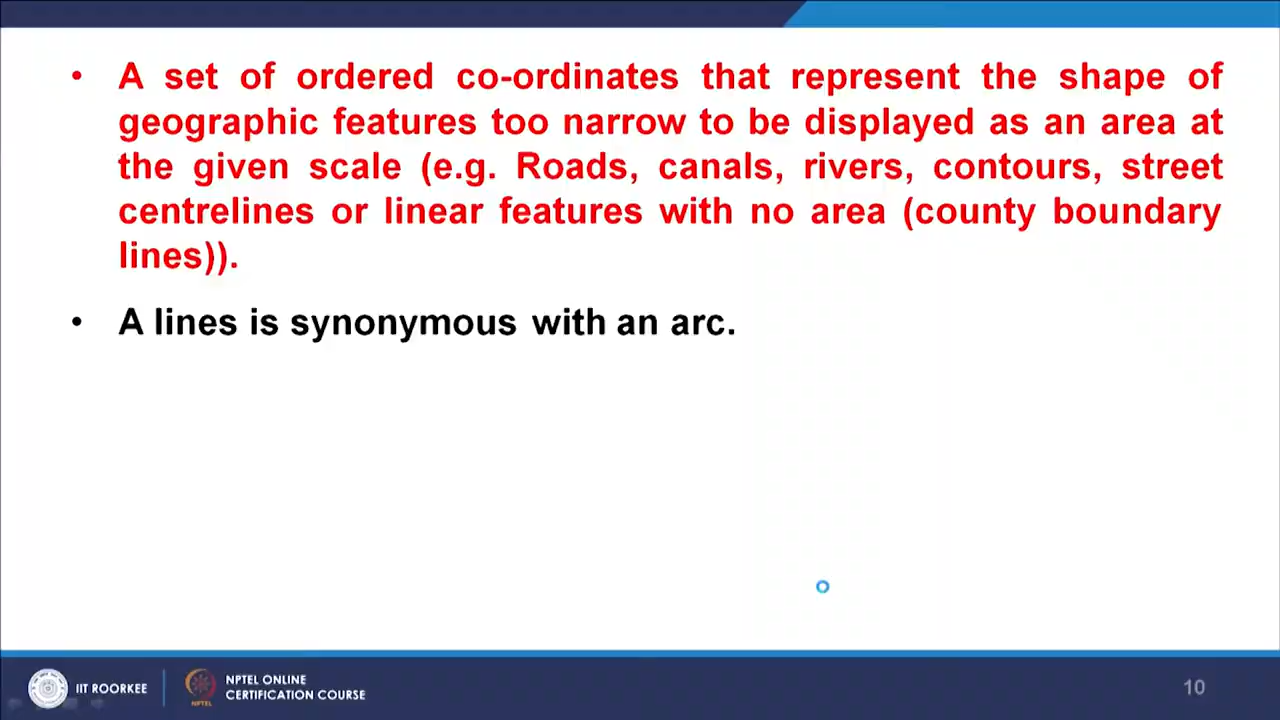 • A set of ordered co-ordinates that represent the shape of
geographic features too narrow to be displayed as an area at
the given scale (e.g. Roads, canals, rivers, contours, street
centrelines or linear features with no area (county boundary
lines)).
• A lines is synonymous with an arc.
IIT ROORKEE
NPTEL
NPTEL ONLINE
CERTIFICATION COURSE
10